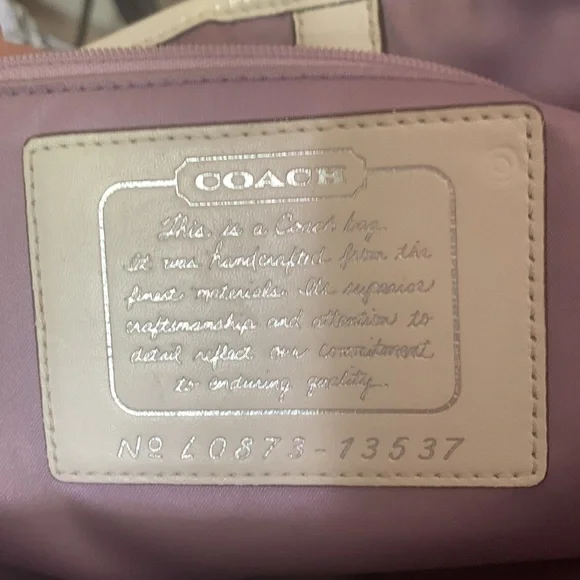 COACH
This is a Coach bag.
It was handcrafted from the
finest materials. The superior
craftsmanship and attention to
detail reflect our commitment
to enduring quality.
No L0873-13537